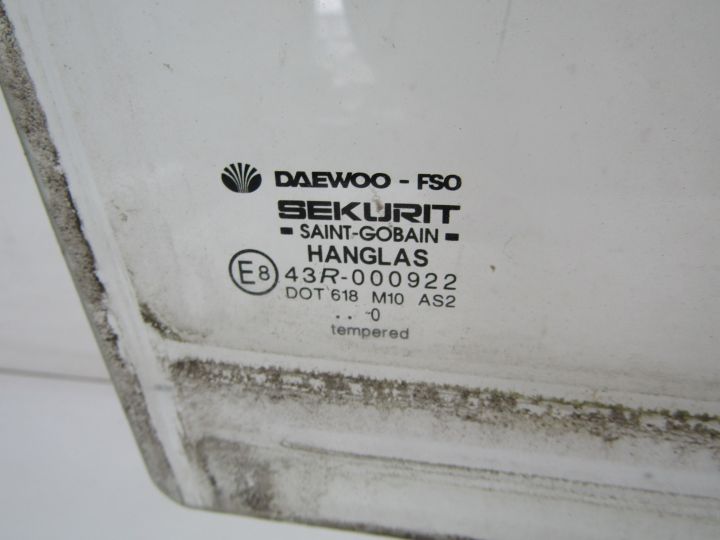 DAEWOO - FSO
SEKURIT
- SAINT-GOBAIN -
HANGLAS
E8 43R-000922
DOT 618 M10 AS2
.. 0
tempered